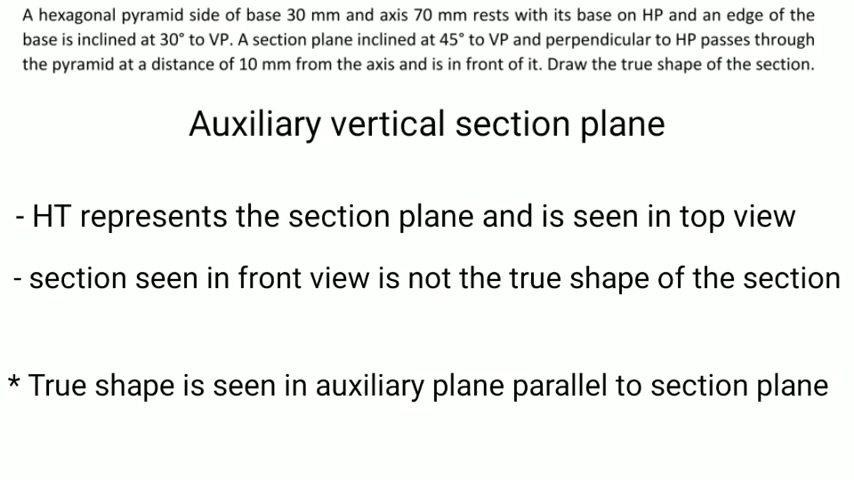 A hexagonal pyramid side of base 30 mm and axis 70 mm rests with its base on HP and an edge of the
base is inclined at 30° to VP. A section plane inclined at 45° to VP and perpendicular to HP passes through
the pyramid at a distance of 10 mm from the axis and is in front of it. Draw the true shape of the section.
Auxiliary vertical section plane
- HT represents the section plane and is seen in top view
- section seen in front view is not the true shape of the section
* True shape is seen in auxiliary plane parallel to section plane